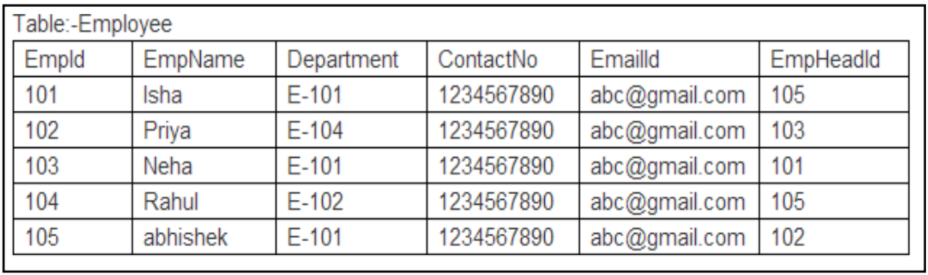 Table:-Employee
EmpId EmpName Department ContactNo EmailId EmpHeadId
101 Isha E-101 1234567890 abc@gmail.com 105
102 Priya E-104 1234567890 abc@gmail.com 103
103 Neha E-101 1234567890 abc@gmail.com 101
104 Rahul E-102 1234567890 abc@gmail.com 105
105 abhishek E-101 1234567890 abc@gmail.com 102